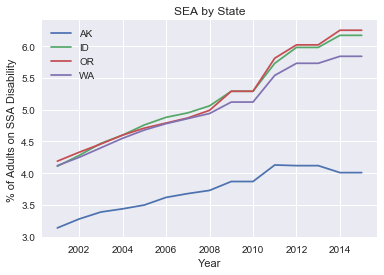 SEA by State
% of Adults on SSA Disability
6.0
5.5
5.0
4.5
4.0
3.5
3.0
AK
ID
OR
WA
2002 2004 2006 2008 2010 2012 2014
Year